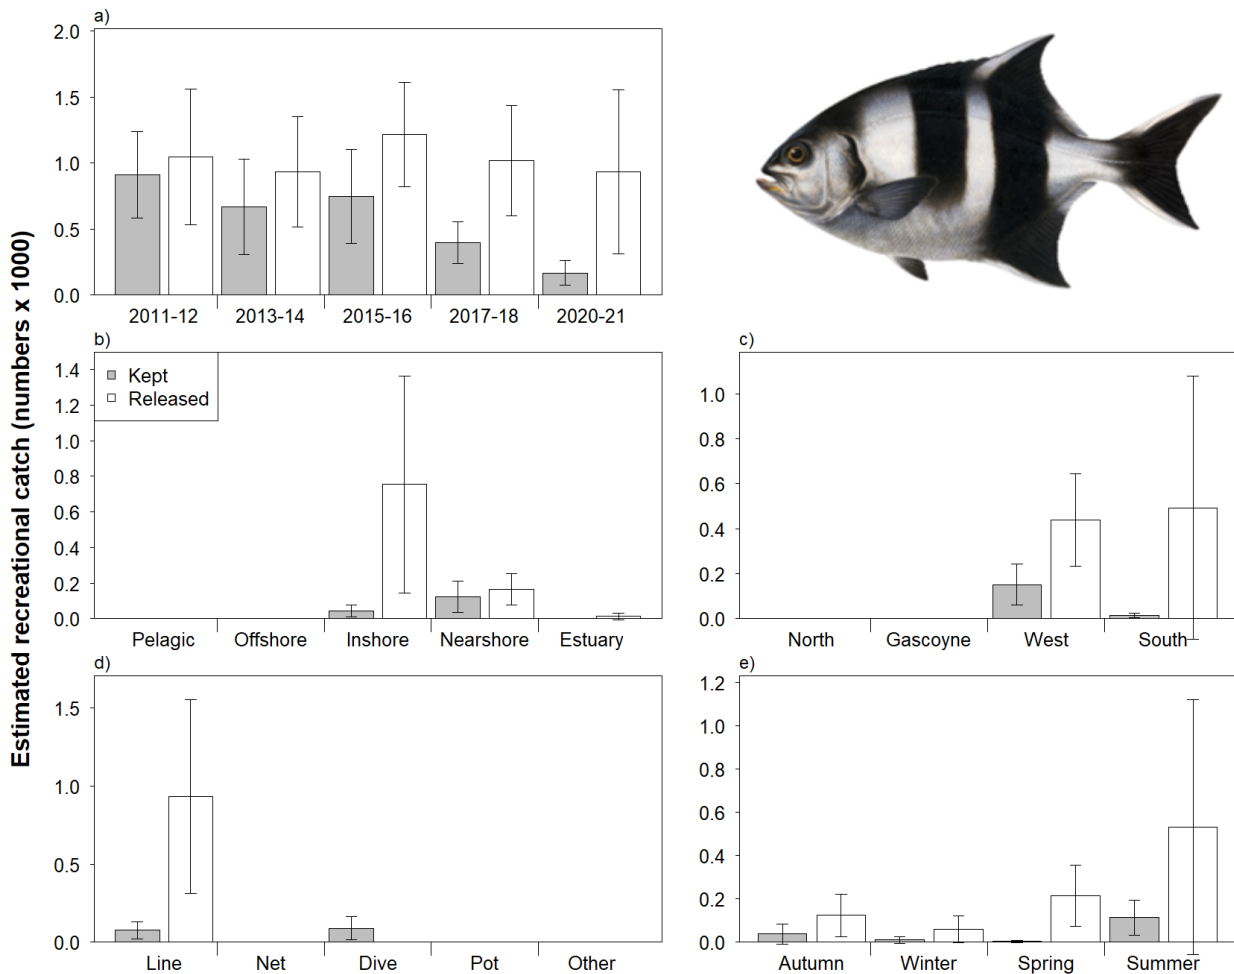 Estimated recreational catch (numbers x 1000)
a)
2.0
1.5
1.0
0.5
0.0
2011-12 2013-14 2015-16 2017-18 2020-21
b)
Kept
Released
1.4
1.2
1.0
0.8
0.6
0.4
0.2
0.0
Pelagic Offshore Inshore Nearshore Estuary
c)
1.0
0.8
0.6
0.4
0.2
0.0
North Gascoyne West South
d)
1.5
1.0
0.5
0.0
Line Net Dive Pot Other
e)
1.2
1.0
0.8
0.6
0.4
0.2
0.0
Autumn Winter Spring Summer